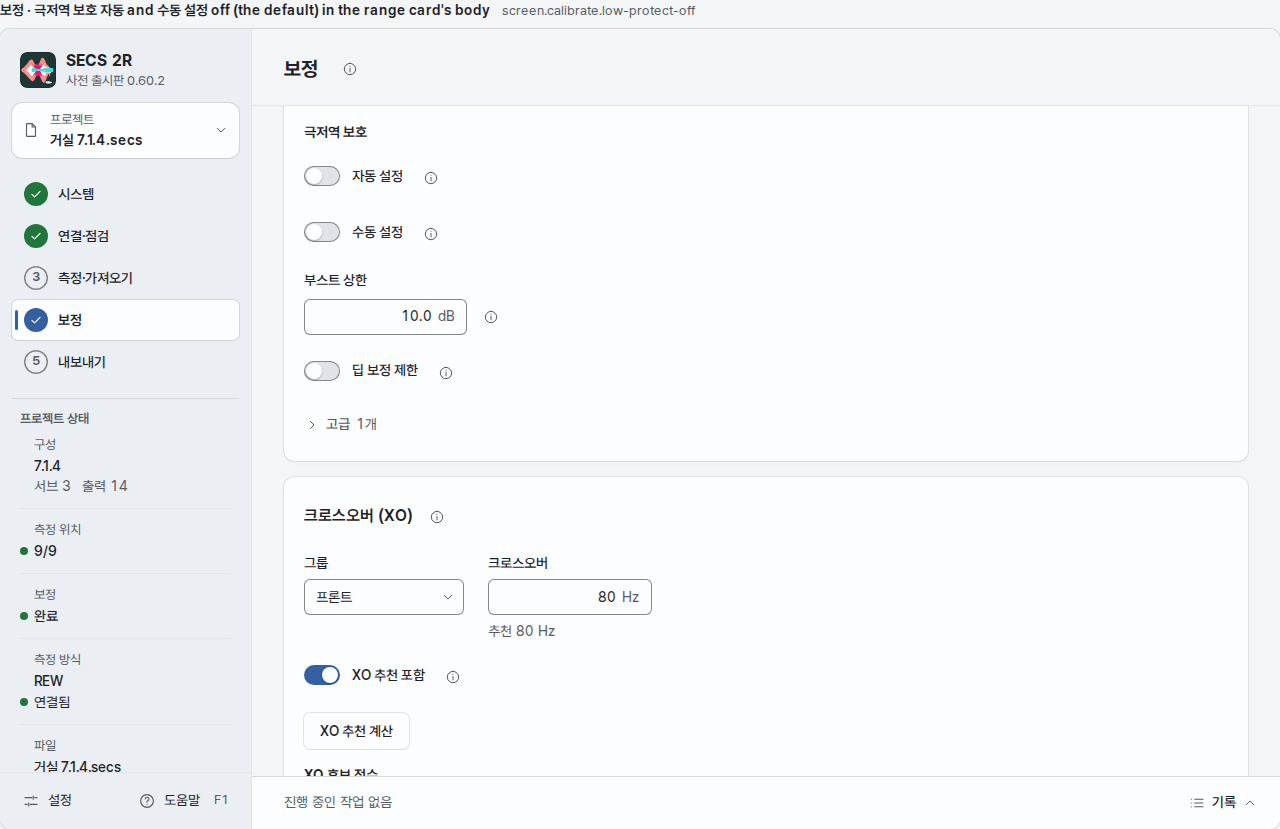 보정 · 극저역 보호 자동 and 수동 설정 off (the default) in the range card's body screen.calibrate.low-protect-off
SECS 2R
사전 출시판 0.60.2
프로젝트
거실 7.1.4.secs
시스템
연결·점검
3 측정·가져오기
보정
5 내보내기
프로젝트 상태
구성
7.1.4
서브 3 출력 14
측정 위치
9/9
보정
완료
측정 방식
REW
연결됨
파일
거실 7.1.4.secs
설정
도움말 F1
보정
극저역 보호
자동 설정
수동 설정
부스트 상한
10.0 dB
딥 보정 제한
고급 1개
크로스오버 (XO)
그룹 크로스오버
프론트 80 Hz
추천 80 Hz
XO 추천 포함
XO 추천 계산
XO 후보 점수
진행 중인 작업 없음
기록